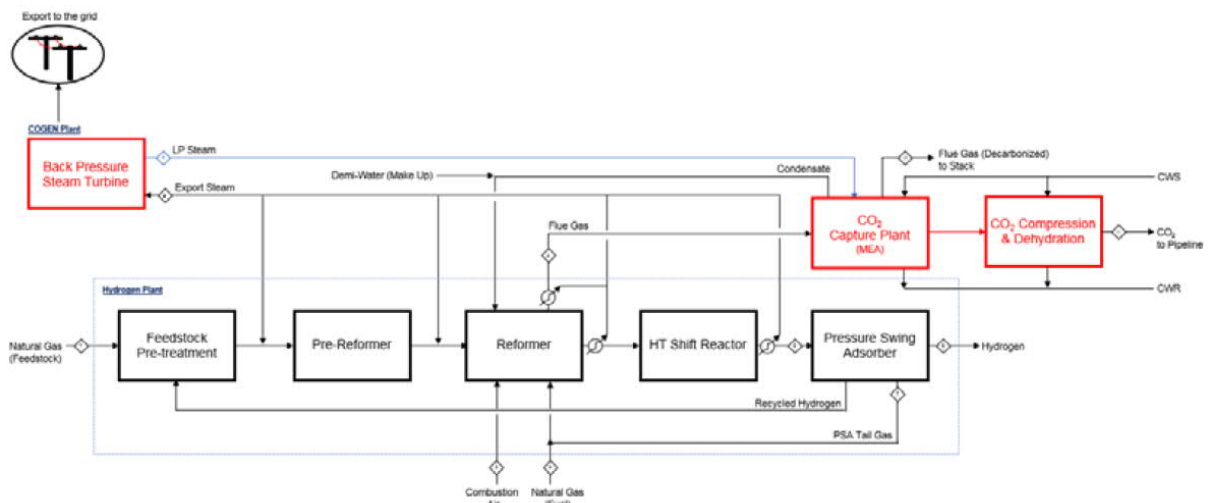 Export to the grid
COGEN Plant
Back Pressure
Steam Turbine
LP Steam
Export Steam
Demi-Water (Make Up)
Condensate
Flue Gas (Decarbonized)
to Stack
CWS
Flue Gas
CO2
Capture Plant
(MEA)
CO2 Compression
& Dehydration
CO2
to Pipeline
CWR
Hydrogen Plant
Natural Gas
(Feedstock)
Feedstock
Pre-treatment
Pre-Reformer
Reformer
HT Shift Reactor
Pressure Swing
Adsorber
Hydrogen
Recycled Hydrogen
PSA Tail Gas
Combustion
Natural Gas